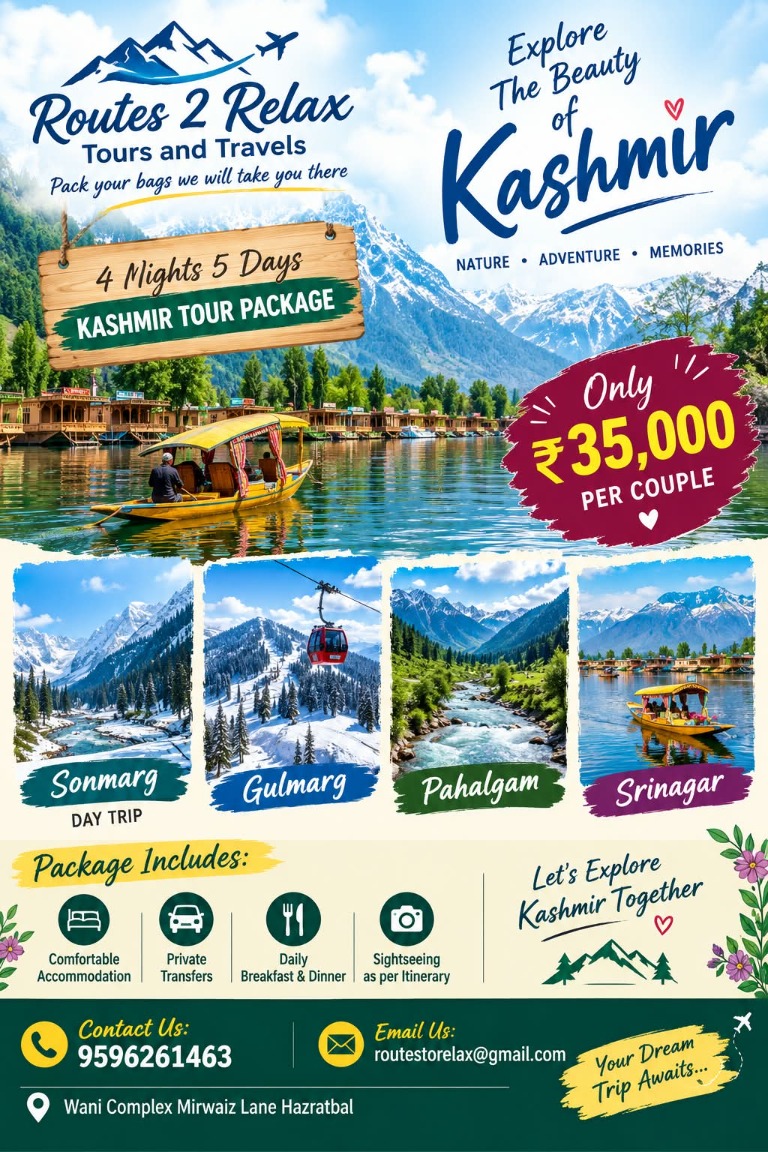 Routes 2 Relax
Tours and Travels
Pack your bags we will take you there
Explore
The Beauty
of
Kashmir
NATURE • ADVENTURE • MEMORIES
4 Nights 5 Days
KASHMIR TOUR PACKAGE
Only
₹35,000
PER COUPLE
Sonmarg
DAY TRIP
Gulmarg
Pahalgam
Srinagar
Package Includes:
Comfortable
Accommodation
Private
Transfers
Daily
Breakfast & Dinner
Sightseeing
as per Itinerary
Let's Explore
Kashmir Together
Contact Us:
9596261463
Email Us:
routestorelax@gmail.com
Your Dream
Trip Awaits...
Wani Complex Mirwaiz Lane Hazratbal